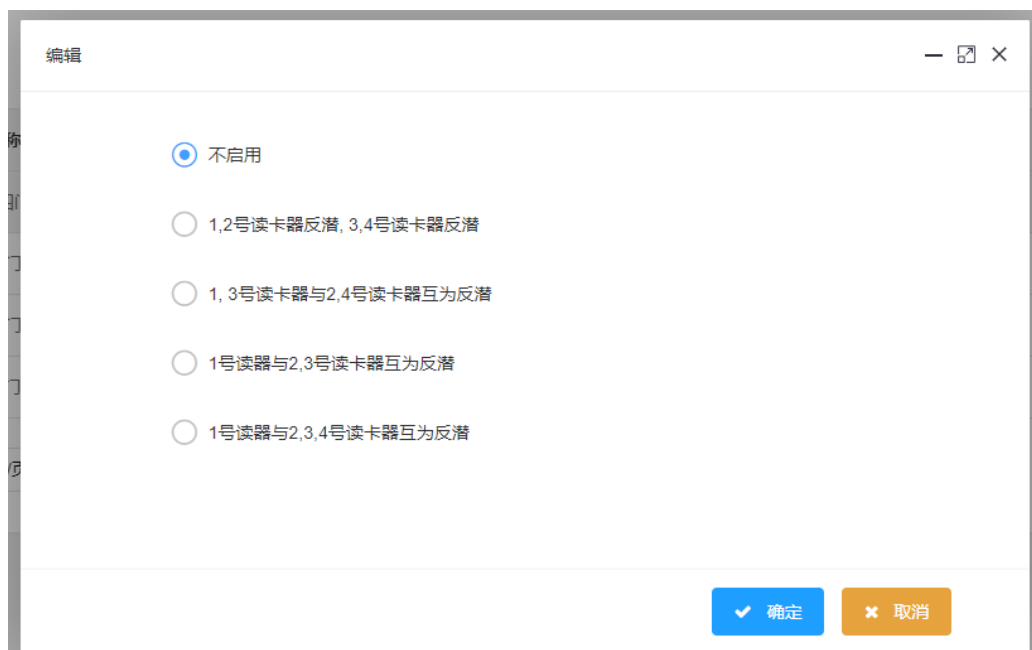 编辑
不启用
1,2号读卡器反潜, 3,4号读卡器反潜
1, 3号读卡器与2,4号读卡器互为反潜
1号读器与2,3号读卡器互为反潜
1号读器与2,3,4号读卡器互为反潜
确定
取消